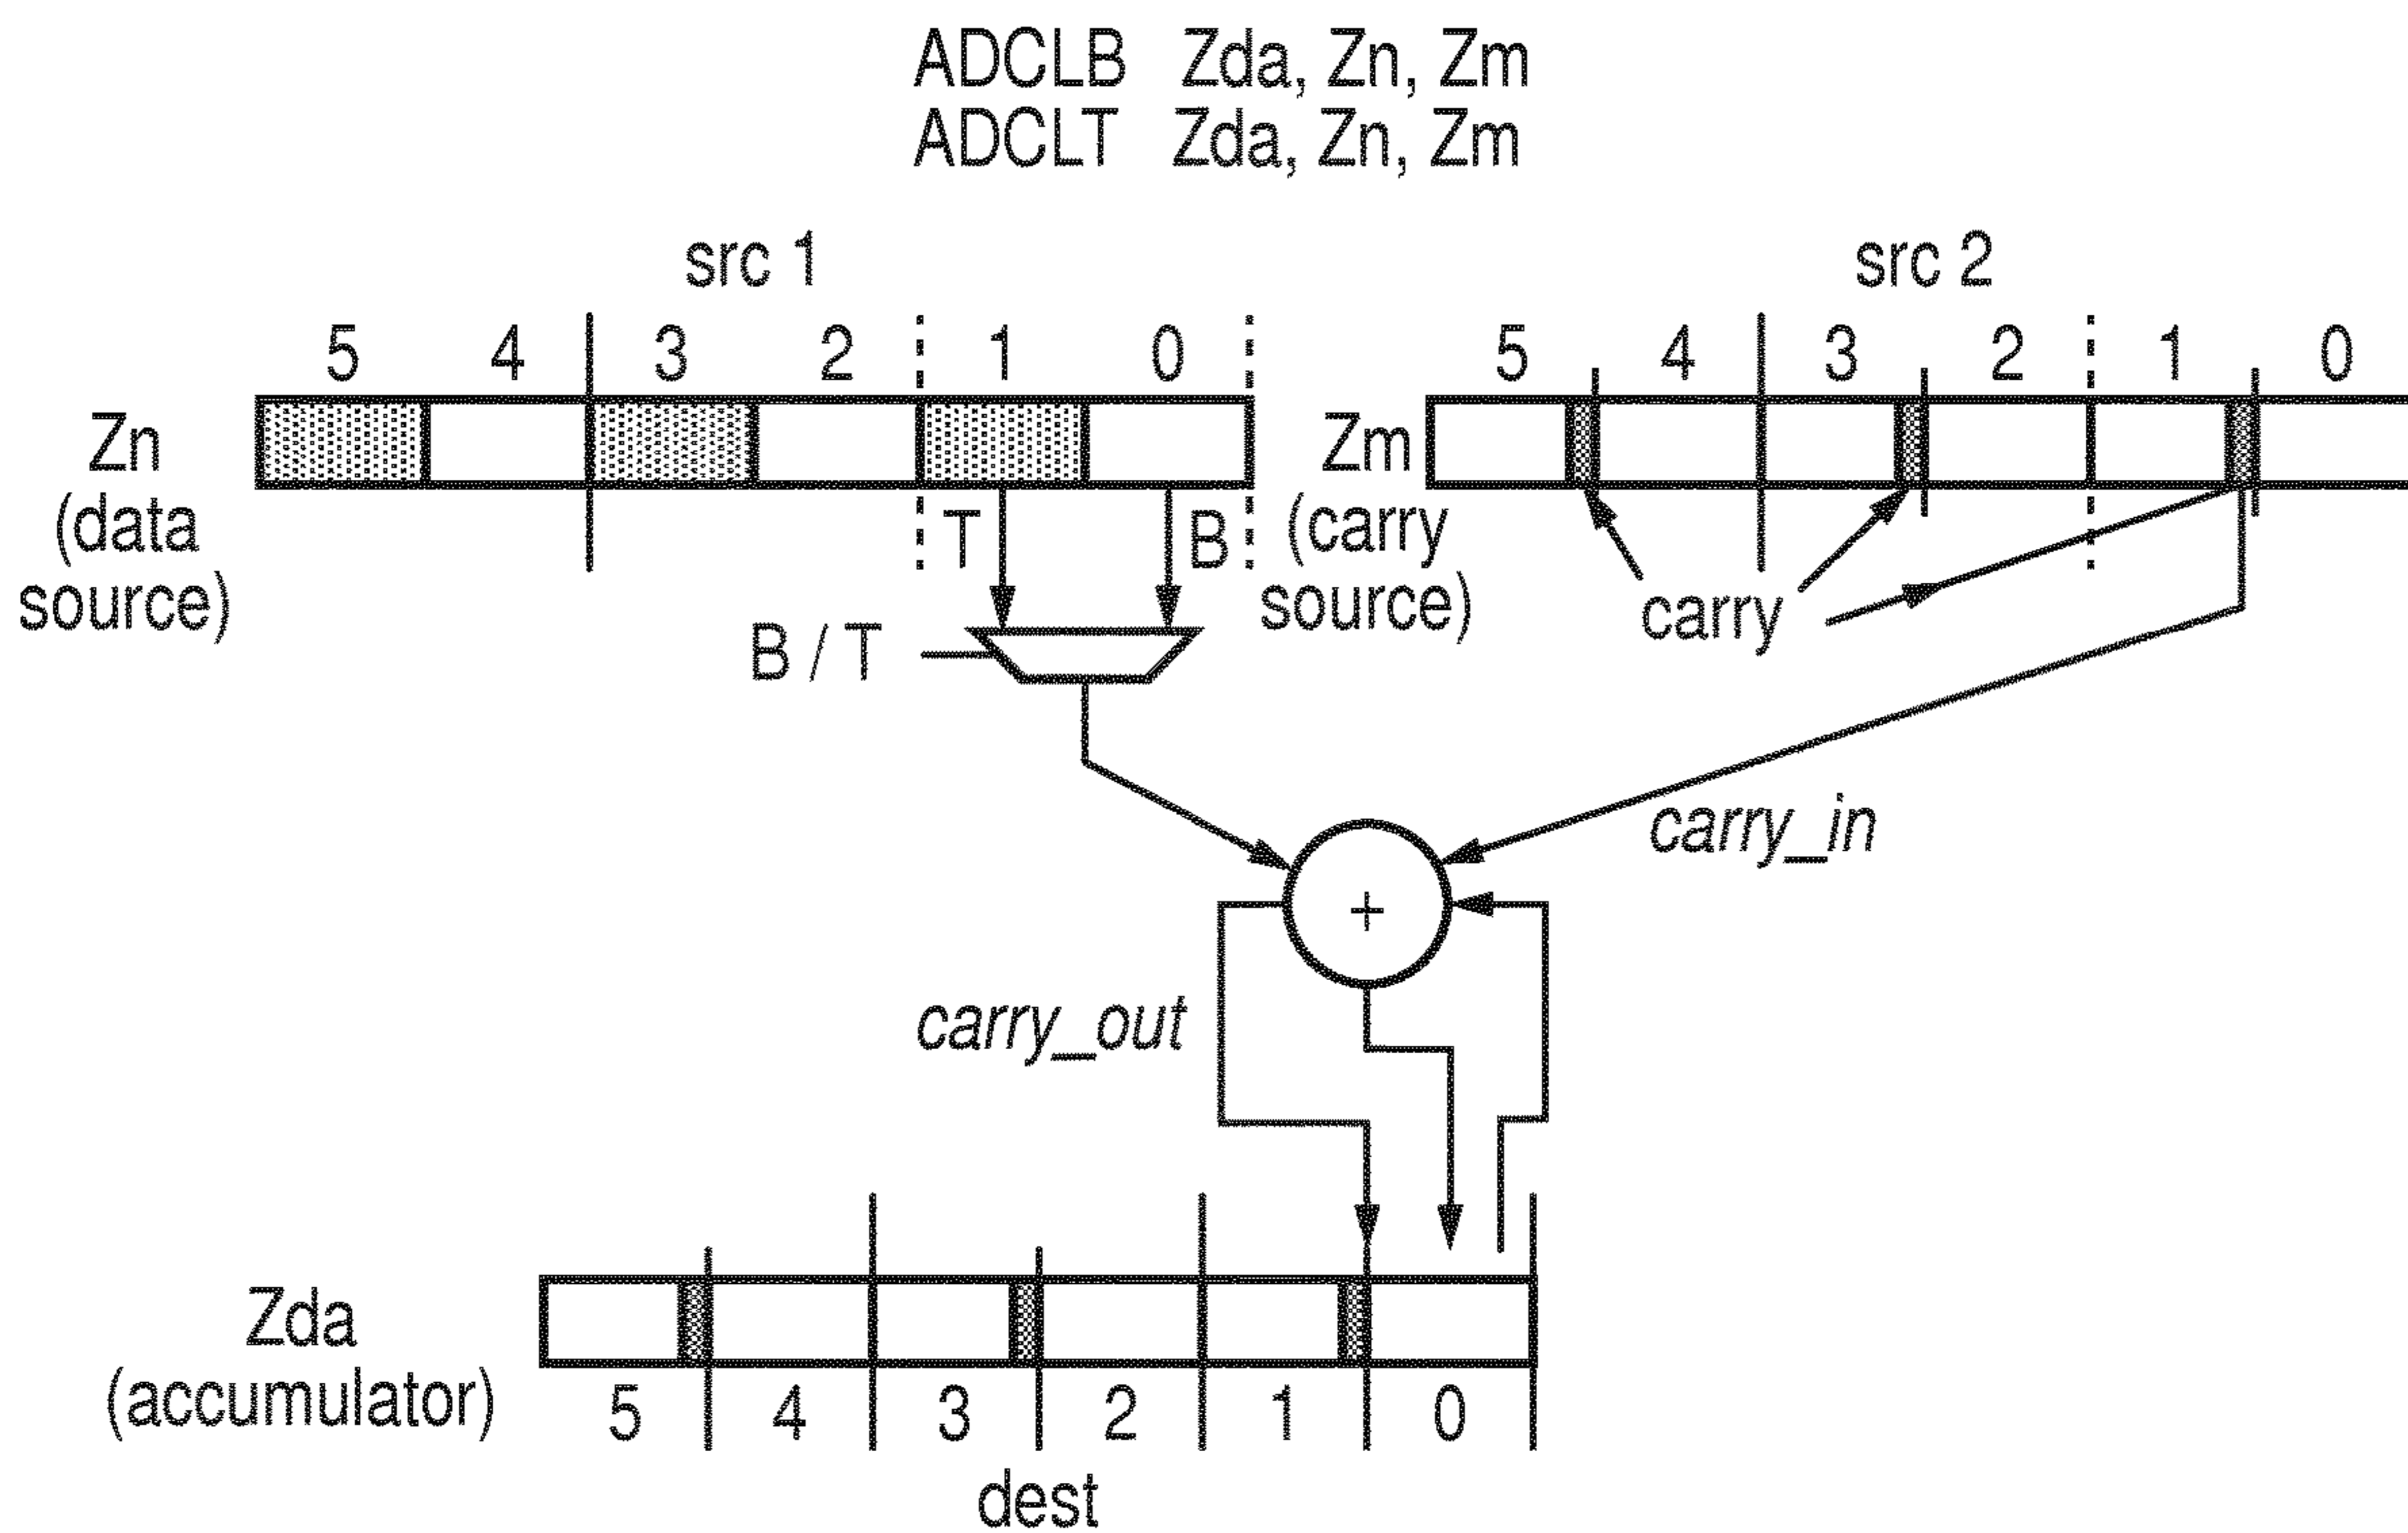 ADCLB Zda, Zn, Zm
ADCLT Zda, Zn, Zm
src 1
src 2
5 4 3 2 1 0
5 4 3 2 1 0
Zn
(data
source)
Zm
(carry
source)
T
B
B / T
carry
carry_in
+
carry_out
Zda
(accumulator)
5 4 3 2 1 0
dest